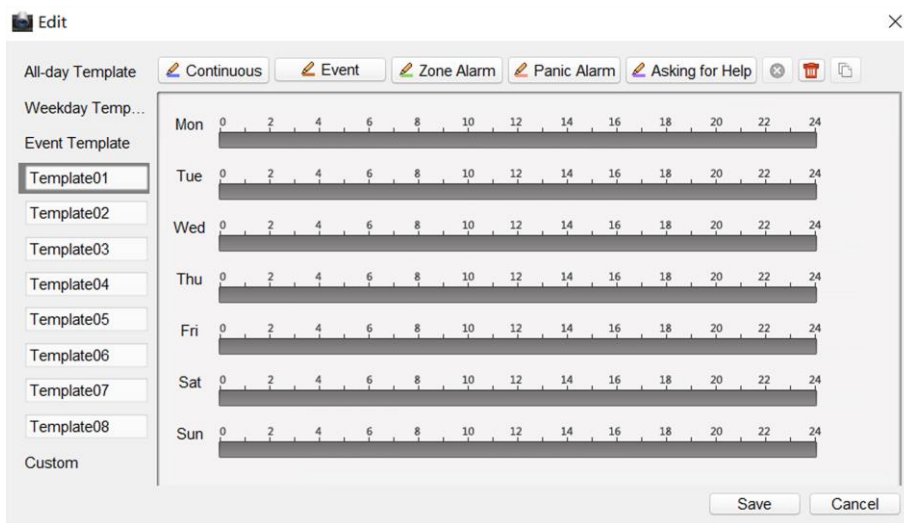 Edit
All-day Template
Weekday Temp...
Event Template
Template01
Template02
Template03
Template04
Template05
Template06
Template07
Template08
Custom
Continuous Event Zone Alarm Panic Alarm Asking for Help
Mon 0 2 4 6 8 10 12 14 16 18 20 22 24
Tue 0 2 4 6 8 10 12 14 16 18 20 22 24
Wed 0 2 4 6 8 10 12 14 16 18 20 22 24
Thu 0 2 4 6 8 10 12 14 16 18 20 22 24
Fri 0 2 4 6 8 10 12 14 16 18 20 22 24
Sat 0 2 4 6 8 10 12 14 16 18 20 22 24
Sun 0 2 4 6 8 10 12 14 16 18 20 22 24
Save Cancel